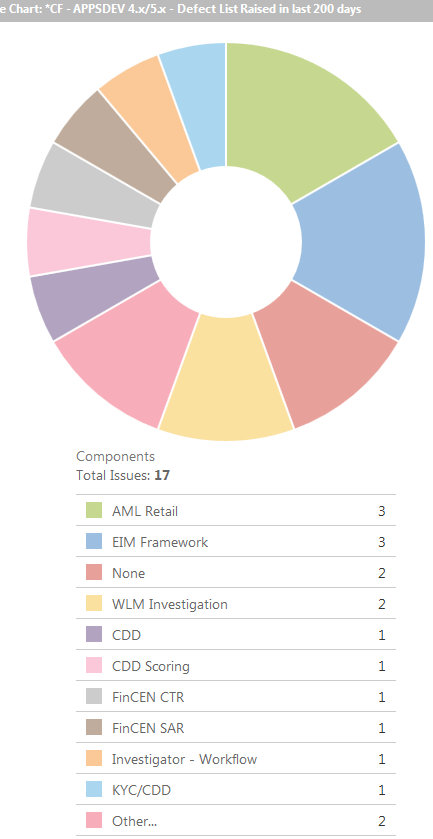 e Chart: *CF - APPSDEV 4.x/5.x - Defect List Raised in last 200 days
Components
Total Issues: 17
AML Retail 3
EIM Framework 3
None 2
WLM Investigation 2
CDD 1
CDD Scoring 1
FinCEN CTR 1
FinCEN SAR 1
Investigator - Workflow 1
KYC/CDD 1
Other... 2